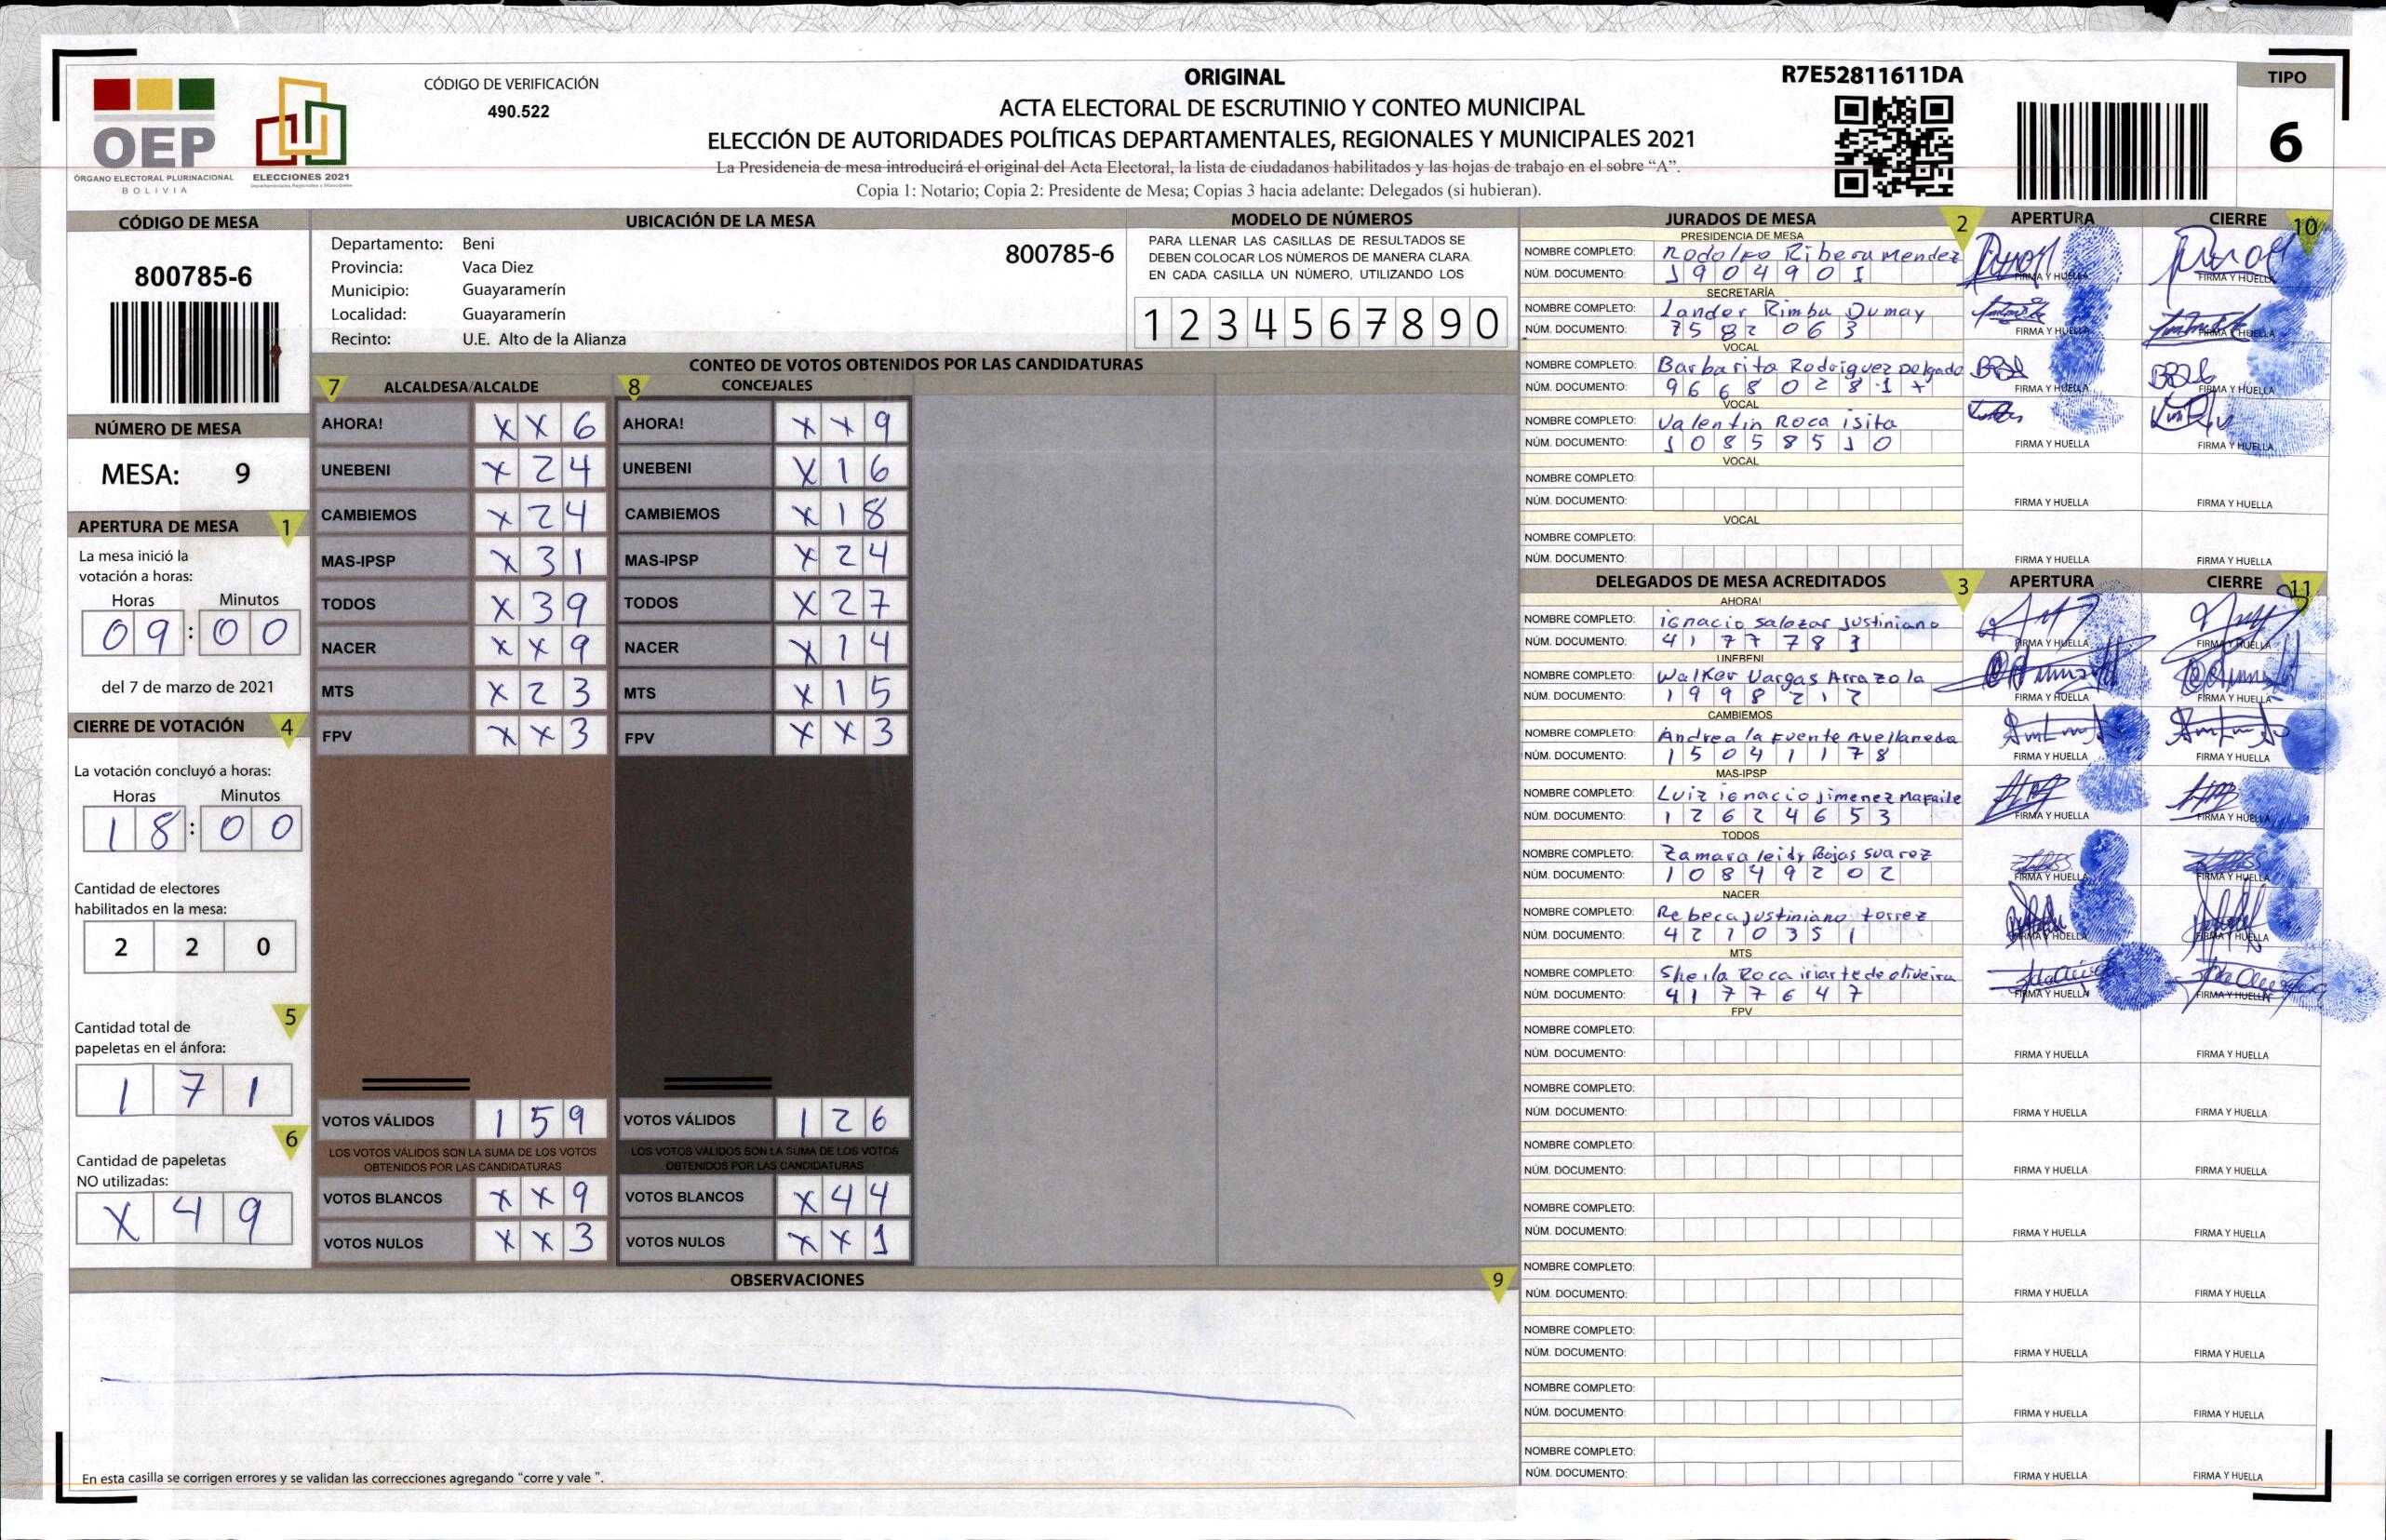 OEP
ÓRGANO ELECTORAL PLURINACIONAL
BOLIVIA
ELECCIONES 2021
Departamentales, Regionales y Municipales
CÓDIGO DE VERIFICACIÓN
490.522
ORIGINAL
ACTA ELECTORAL DE ESCRUTINIO Y CONTEO MUNICIPAL
ELECCIÓN DE AUTORIDADES POLÍTICAS DEPARTAMENTALES, REGIONALES Y MUNICIPALES 2021
La Presidencia de mesa introducirá el original del Acta Electoral, la lista de ciudadanos habilitados y las hojas de trabajo en el sobre “A”.
Copia 1: Notario; Copia 2: Presidente de Mesa; Copias 3 hacia adelante: Delegados (si hubieran).
R7E52811611DA
TIPO
6
CÓDIGO DE MESA
800785-6
NÚMERO DE MESA
MESA: 9
APERTURA DE MESA 1
La mesa inició la
votación a horas:
Horas Minutos
09:00
del 7 de marzo de 2021
CIERRE DE VOTACIÓN 4
La votación concluyó a horas:
Horas Minutos
18:00
Cantidad de electores
habilitados en la mesa:
2 2 0
5
Cantidad total de
papeletas en el ánfora:
1 7 1
6
Cantidad de papeletas
NO utilizadas:
X 4 9
UBICACIÓN DE LA MESA
Departamento: Beni
800785-6
Provincia: Vaca Diez
Municipio: Guayaramerín
Localidad: Guayaramerín
Recinto: U.E. Alto de la Alianza
MODELO DE NÚMEROS
PARA LLENAR LAS CASILLAS DE RESULTADOS SE
DEBEN COLOCAR LOS NÚMEROS DE MANERA CLARA
EN CADA CASILLA UN NÚMERO, UTILIZANDO LOS
1 2 3 4 5 6 7 8 9 0
CONTEO DE VOTOS OBTENIDOS POR LAS CANDIDATURAS
7 ALCALDESA/ALCALDE 8 CONCEJALES
AHORA! X X 6 AHORA! X X 9
UNEBENI X 2 4 UNEBENI X 1 6
CAMBIEMOS X 2 4 CAMBIEMOS X 1 8
MAS-IPSP X 3 1 MAS-IPSP X 2 4
TODOS X 3 9 TODOS X 2 7
NACER X X 9 NACER X 1 4
MTS X 2 3 MTS X 1 5
FPV X X 3 FPV X X 3
VOTOS VÁLIDOS 1 5 9 VOTOS VÁLIDOS 1 2 6
LOS VOTOS VÁLIDOS SON LA SUMA DE LOS VOTOS
OBTENIDOS POR LAS CANDIDATURAS
LOS VOTOS VÁLIDOS SON LA SUMA DE LOS VOTOS
OBTENIDOS POR LAS CANDIDATURAS
VOTOS BLANCOS X X 9 VOTOS BLANCOS X 4 4
VOTOS NULOS X X 3 VOTOS NULOS X X 1
OBSERVACIONES 9
En esta casilla se corrigen errores y se validan las correcciones agregando "corre y vale ".
JURADOS DE MESA 2 APERTURA CIERRE 10
PRESIDENCIA DE MESA
NOMBRE COMPLETO: Rodolfo Ribera Mendez
NÚM. DOCUMENTO: 1904901 FIRMA Y HUELLA FIRMA Y HUELLA
SECRETARÍA
NOMBRE COMPLETO: Lander Rimba Dumay
NÚM. DOCUMENTO: 7582063 FIRMA Y HUELLA FIRMA Y HUELLA
VOCAL
NOMBRE COMPLETO: Barbarita Rodriguez Delgado
NÚM. DOCUMENTO: 96680281+ FIRMA Y HUELLA FIRMA Y HUELLA
VOCAL
NOMBRE COMPLETO: Valentin Roca isita
NÚM. DOCUMENTO: 10858510 FIRMA Y HUELLA FIRMA Y HUELLA
VOCAL
NOMBRE COMPLETO:
NÚM. DOCUMENTO: FIRMA Y HUELLA FIRMA Y HUELLA
VOCAL
NOMBRE COMPLETO:
NÚM. DOCUMENTO: FIRMA Y HUELLA FIRMA Y HUELLA
DELEGADOS DE MESA ACREDITADOS 3 APERTURA CIERRE 11
AHORA!
NOMBRE COMPLETO: ignacio salazar justiniano
NÚM. DOCUMENTO: 4177781 FIRMA Y HUELLA FIRMA Y HUELLA
UNEBENI
NOMBRE COMPLETO: Walker Vargas Arrazola
NÚM. DOCUMENTO: 1998212 FIRMA Y HUELLA FIRMA Y HUELLA
CAMBIEMOS
NOMBRE COMPLETO: Andrea la Fuente Avellaneda
NÚM. DOCUMENTO: 15041178 FIRMA Y HUELLA FIRMA Y HUELLA
MAS-IPSP
NOMBRE COMPLETO: Luiz ignacio jimenez Mafaile
NÚM. DOCUMENTO: 12624653 FIRMA Y HUELLA FIRMA Y HUELLA
TODOS
NOMBRE COMPLETO: Zamara leidy Rojas suarez
NÚM. DOCUMENTO: 10849202 FIRMA Y HUELLA FIRMA Y HUELLA
NACER
NOMBRE COMPLETO: Rebeca justiniano torrez
NÚM. DOCUMENTO: 4210351 FIRMA Y HUELLA FIRMA Y HUELLA
MTS
NOMBRE COMPLETO: Sheila Roca iriarte de oliveira
NÚM. DOCUMENTO: 4177647 FIRMA Y HUELLA FIRMA Y HUELLA
FPV
NOMBRE COMPLETO:
NÚM. DOCUMENTO: FIRMA Y HUELLA FIRMA Y HUELLA
NOMBRE COMPLETO:
NÚM. DOCUMENTO: FIRMA Y HUELLA FIRMA Y HUELLA
NOMBRE COMPLETO:
NÚM. DOCUMENTO: FIRMA Y HUELLA FIRMA Y HUELLA
NOMBRE COMPLETO:
NÚM. DOCUMENTO: FIRMA Y HUELLA FIRMA Y HUELLA
NOMBRE COMPLETO:
NÚM. DOCUMENTO: FIRMA Y HUELLA FIRMA Y HUELLA
NOMBRE COMPLETO:
NÚM. DOCUMENTO: FIRMA Y HUELLA FIRMA Y HUELLA
NOMBRE COMPLETO:
NÚM. DOCUMENTO: FIRMA Y HUELLA FIRMA Y HUELLA
NOMBRE COMPLETO:
NÚM. DOCUMENTO: FIRMA Y HUELLA FIRMA Y HUELLA